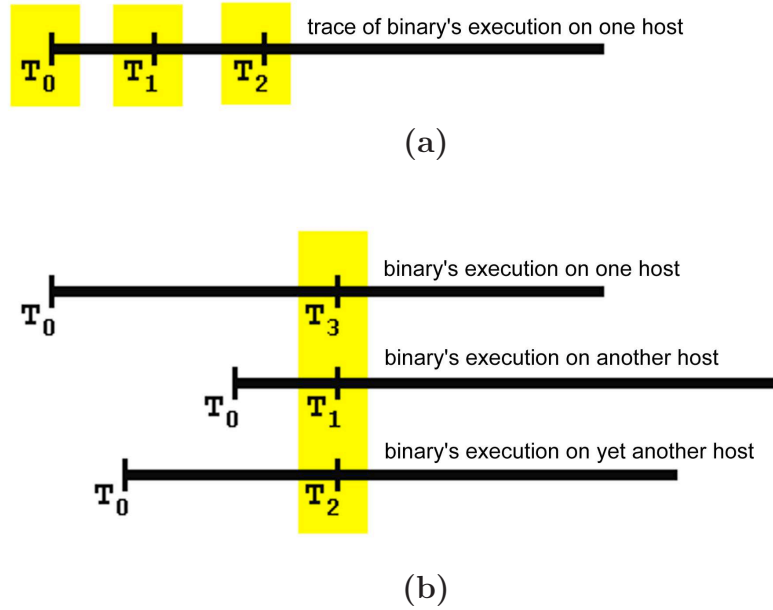 trace of binary's execution on one host
T0 T1 T2
(a)
binary's execution on one host
T0 T3
binary's execution on another host
T0 T1
binary's execution on yet another host
T0 T2
(b)